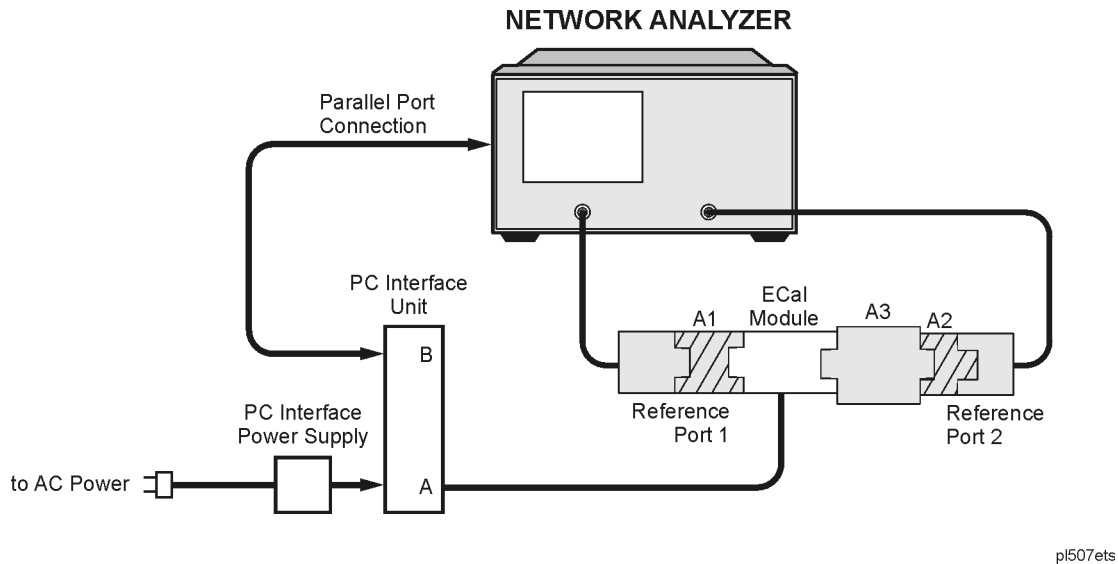 NETWORK ANALYZER
Parallel Port
Connection
PC Interface
Unit
ECal
Module
A1
A3
A2
B
PC Interface
Power Supply
Reference
Port 1
Reference
Port 2
to AC Power
A
pl507ets